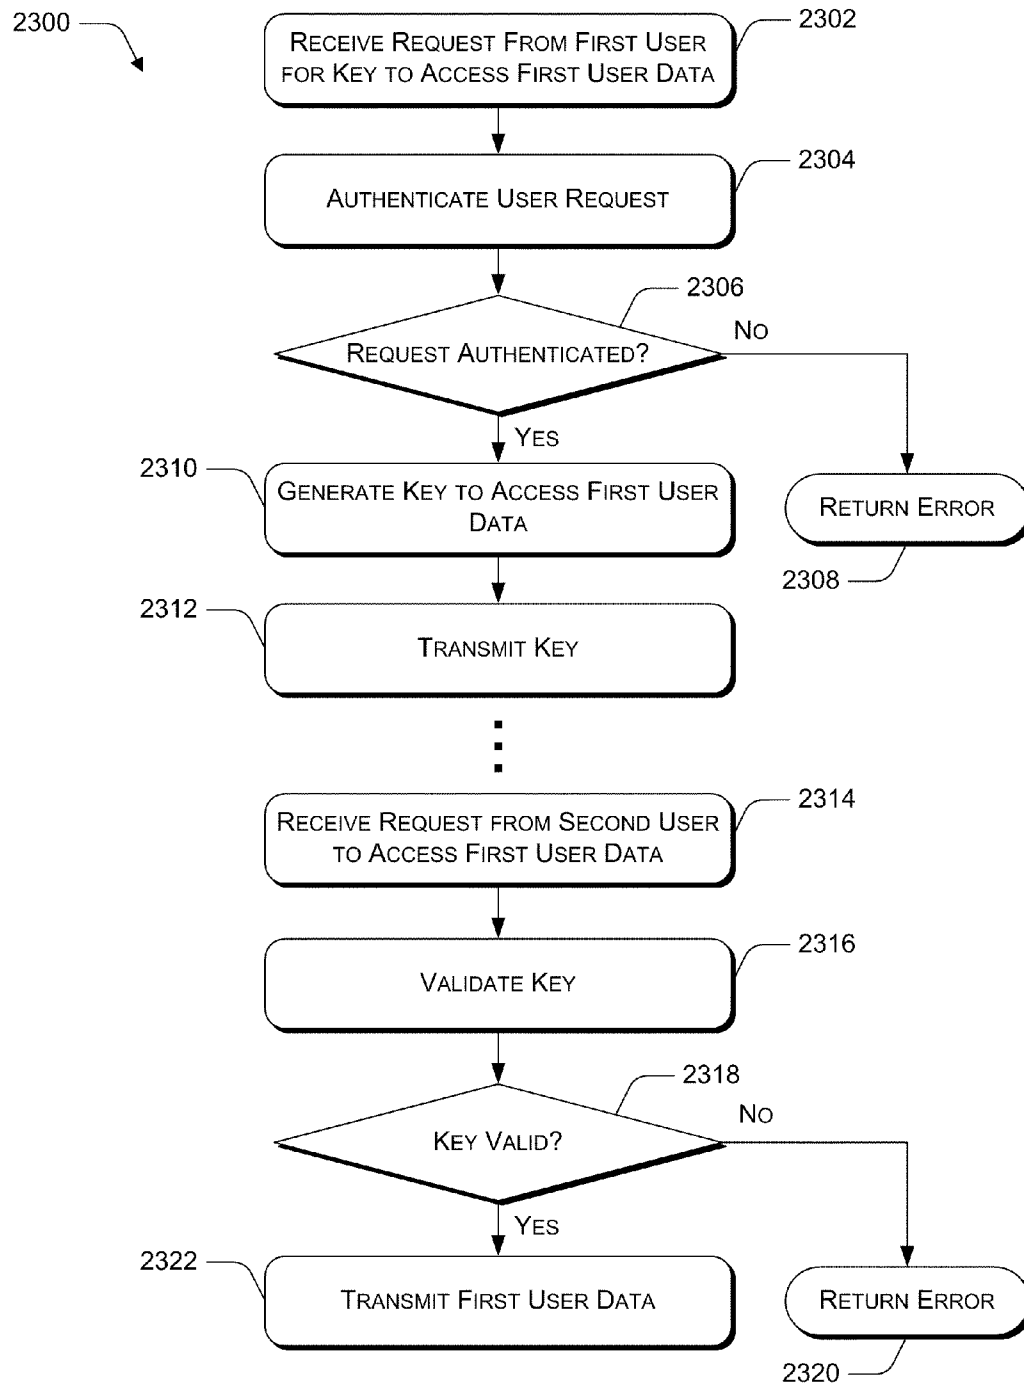 2300
RECEIVE REQUEST FROM FIRST USER
FOR KEY TO ACCESS FIRST USER DATA
2302
AUTHENTICATE USER REQUEST
2304
REQUEST AUTHENTICATED?
2306
NO
YES
2310
GENERATE KEY TO ACCESS FIRST USER
DATA
RETURN ERROR
2308
2312
TRANSMIT KEY
RECEIVE REQUEST FROM SECOND USER
TO ACCESS FIRST USER DATA
2314
VALIDATE KEY
2316
KEY VALID?
2318
NO
YES
2322
TRANSMIT FIRST USER DATA
RETURN ERROR
2320